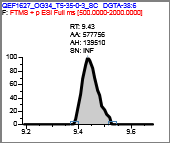 QEF1627_OG34_T5-35-0-3_SC DGTA-38:6
F: FTMS + p ESI Full ms [500.0000-2000.0000]
RT: 9.43
AA: 577756
AH: 139510
SN: INF
100
80
60
40
20
0
9.2
9.4
9.6